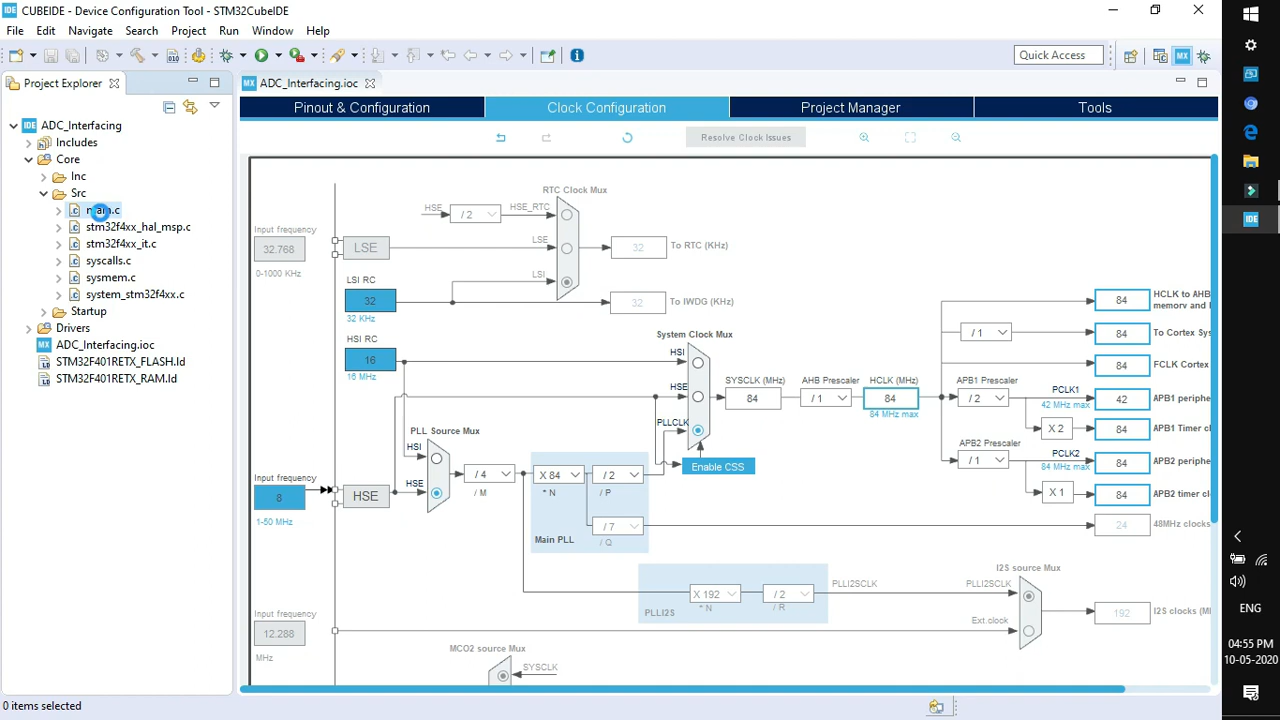 CUBEIDE - Device Configuration Tool - STM32CubeIDE
File Edit Navigate Search Project Run Window Help
Quick Access
Project Explorer
ADC_Interfacing.ioc
Pinout & Configuration Clock Configuration Project Manager Tools
Resolve Clock Issues
ADC_Interfacing
Includes
Core
Inc
Src
main.c
stm32f4xx_hal_msp.c
stm32f4xx_it.c
syscalls.c
sysmem.c
system_stm32f4xx.c
Startup
Drivers
ADC_Interfacing.ioc
STM32F401RETX_FLASH.ld
STM32F401RETX_RAM.ld
RTC Clock Mux
HSE / 2 HSE_RTC
Input frequency
32.768 LSE LSE 32 To RTC (KHz)
0-1000 KHz
LSI RC LSI
32 32 To IWDG (KHz)
32 KHz
HSI RC
16
16 MHz
System Clock Mux
HSI
HSE
PLLCLK
Enable CSS
SYSCLK (MHz) AHB Prescaler HCLK (MHz)
84 / 1 84
84 MHz max
84 HCLK to AHB
memory and
/ 1 84 To Cortex Sys
84 FCLK Cortex
APB1 Prescaler PCLK1
/ 2 42 MHz max 42 APB1 periphe
X 2 84 APB1 Timer cl
APB2 Prescaler PCLK2
/ 1 84 MHz max 84 APB2 periphe
X 1 84 APB2 timer clo
PLL Source Mux
HSI
HSE
/ 4
/ M
X 84 / 2
* N / P
/ 7
/ Q
Main PLL
24 48MHz clocks
Input frequency
8 HSE
1-50 MHz
I2S source Mux
X 192 / 2 PLLI2SCLK PLLI2SCLK
* N / R
PLLI2S
192 I2S clocks (M
Ext.clock
Input frequency
12.288
MHz
MCO2 source Mux
SYSCLK
0 items selected
ENG
04:55 PM
10-05-2020